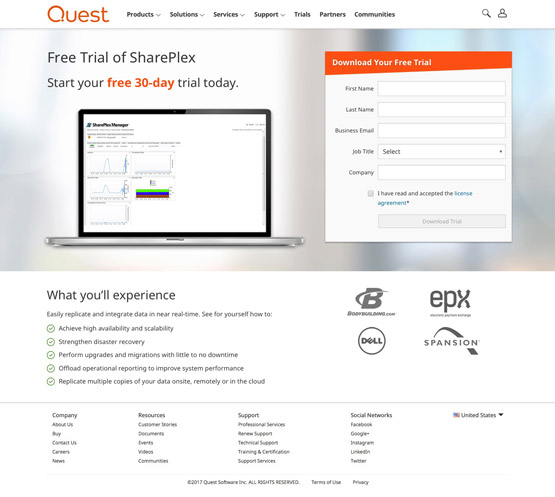 Quest
Products Solutions Services Support Trials Partners Communities
Free Trial of SharePlex
Start your free 30-day trial today.
SharePlexManager
Download Your Free Trial
First Name
Last Name
Business Email
Job Title Select
Company
I have read and accepted the license
agreement*
Download Trial
What you'll experience
Easily replicate and integrate data in near real-time. See for yourself how to:
Achieve high availability and scalability
Strengthen disaster recovery
Perform upgrades and migrations with little to no downtime
Offload operational reporting to improve system performance
Replicate multiple copies of your data onsite, remotely or in the cloud
BODYBUILDING.COM
epx
electronic payment exchange
DELL
SPANSION
Company
About Us
Buy
Contact Us
Careers
News
Resources
Customer Stories
Documents
Events
Videos
Communities
Support
Professional Services
Renew Support
Technical Support
Training & Certification
Support Services
Social Networks
Facebook
Google+
Instagram
LinkedIn
Twitter
United States
©2017 Quest Software Inc. ALL RIGHTS RESERVED. Terms of Use Privacy